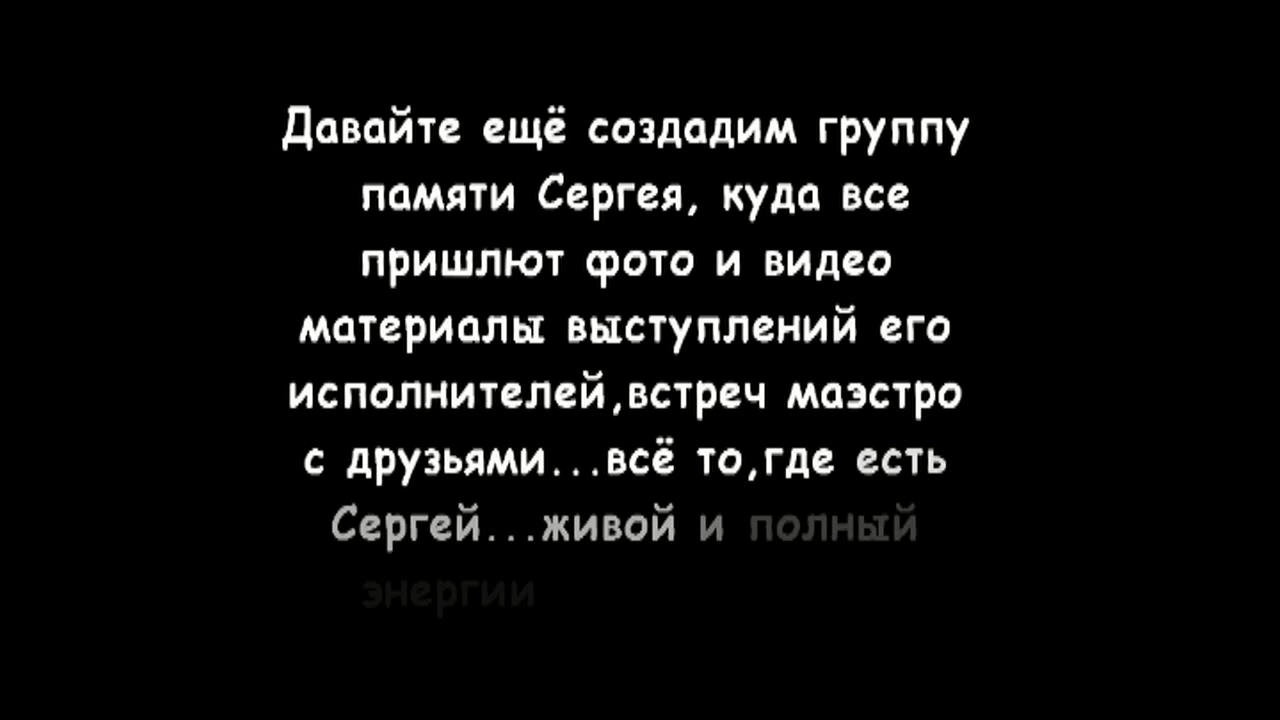 Давайте ещё создадим группу
памяти Сергея, куда все
пришлют фото и видео
материалы выступлений его
исполнителей,встреч маэстро
с друзьями...всё то,где есть
Сергей...живой и полный
энергии